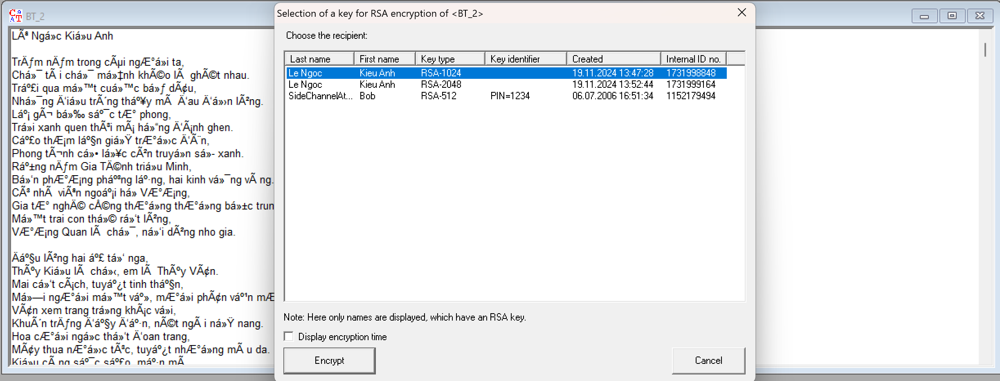 BT_2
LÃª Ngá»c Kiá»u Anh
TrÄƒm nÄƒm trong cÃµi ngÆ°á»i ta,
Chá»¯ tÃ i chá»¯ má»‡nh khÃ©o lÃ  ghÃ©t nhau.
Tráº£i qua má»™t cuá»™c bá»ƒ dÃ¢u,
Nhá»¯ng Ä‘iá»u trÃ´ng tháº¥y mÃ  Ä‘au Ä‘á»›n lÃ²ng.
Láº¡ gÃ¬ bá»‰ sáº¯c tÆ° phong,
Trá»i xanh quen thÃ³i mÃ¡ há»“ng Ä‘Ã¡nh ghen.
Cáº£o thÆ¡m láº§n giá»Ÿ trÆ°á»›c Ä‘Ã¨n,
Phong tÃ¬nh cá»• lá»¥c cÃ²n truyá»n sá»­- xanh.
Ráº±ng nÄƒm Gia TÄ©nh triá»u Minh,
Bá»‘n phÆ°Æ¡ng pháº³ng láº·ng, hai kinh vá»¯ng vÃ ng.
CÃ³ nhÃ  viÃªn ngoáº¡i há» VÆ°Æ¡ng,
Gia tÆ° nghÄ© cÅ©ng thÆ°á»ng thÆ°á»ng báº±c trun
Má»™t trai con thá»© rá»‘t lÃ²ng,
VÆ°Æ¡ng Quan lÃ  chá»¯, ná»‘i dÃ²ng nho gia.
Äáº§u lÃ²ng hai áº£ tá»‘ nga,
ThÃºy Kiá»u lÃ  chá»‹, em lÃ  ThÃºy VÃ¢n.
Mai cá»‘t cÃ¡ch, tuyáº¿t tinh tháº§n,
Má»—i ngÆ°á»i má»™t váº», mÆ°á»i phÃ¢n váº¹n mÆ
VÃ¢n xem trang trá»ng khÃ¡c vá»i,
KhuÃ´n trÄƒng Ä‘áº§y Ä‘áº·n, nÃ©t ngÃ i ná»Ÿ nang.
Hoa cÆ°á»i ngá»c thá»‘t Ä‘oan trang,
MÃ¢y thua nÆ°á»›c tÃ³c, tuyáº¿t nhÆ°á»ng mÃ u da.
Kiá»u cÃ ng sáº¯c sáº£o, máº·n mÃ
Selection of a key for RSA encryption of <BT_2>
Choose the recipient:
Last name First name Key type Key identifier Created Internal ID no.
Le Ngoc Kieu Anh RSA-1024 19.11.2024 13:47:28 1731998848
Le Ngoc Kieu Anh RSA-2048 19.11.2024 13:52:44 1731999164
SideChannelAt... Bob RSA-512 PIN=1234 06.07.2006 16:51:34 1152179494
Note: Here only names are displayed, which have an RSA key.
Display encryption time
Encrypt Cancel